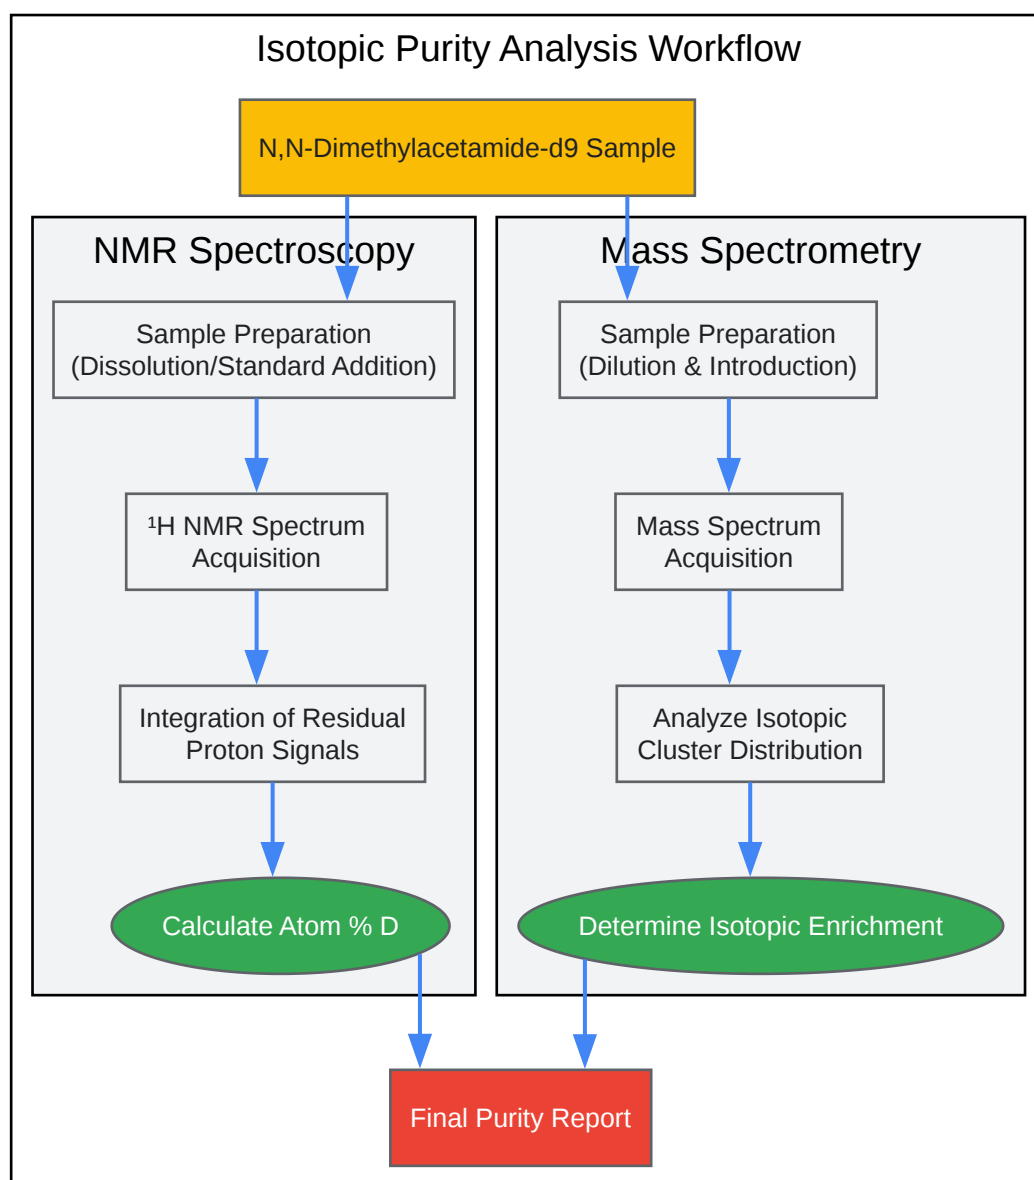 Isotopic Purity Analysis Workflow
N,N-Dimethylacetamide-d9 Sample
NMR Spectroscopy
Sample Preparation
(Dissolution/Standard Addition)
¹H NMR Spectrum
Acquisition
Integration of Residual
Proton Signals
Calculate Atom % D
Mass Spectrometry
Sample Preparation
(Dilution & Introduction)
Mass Spectrum
Acquisition
Analyze Isotopic
Cluster Distribution
Determine Isotopic Enrichment
Final Purity Report